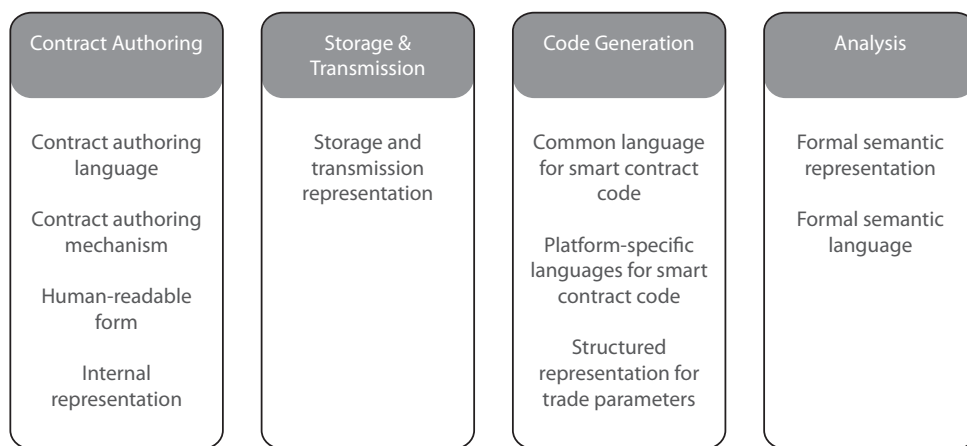 Contract Authoring
Contract authoring
language
Contract authoring
mechanism
Human-readable
form
Internal
representation
Storage &
Transmission
Storage and
transmission
representation
Code Generation
Common language
for smart contract
code
Platform-specific
languages for smart
contract code
Structured
representation for
trade parameters
Analysis
Formal semantic
representation
Formal semantic
language